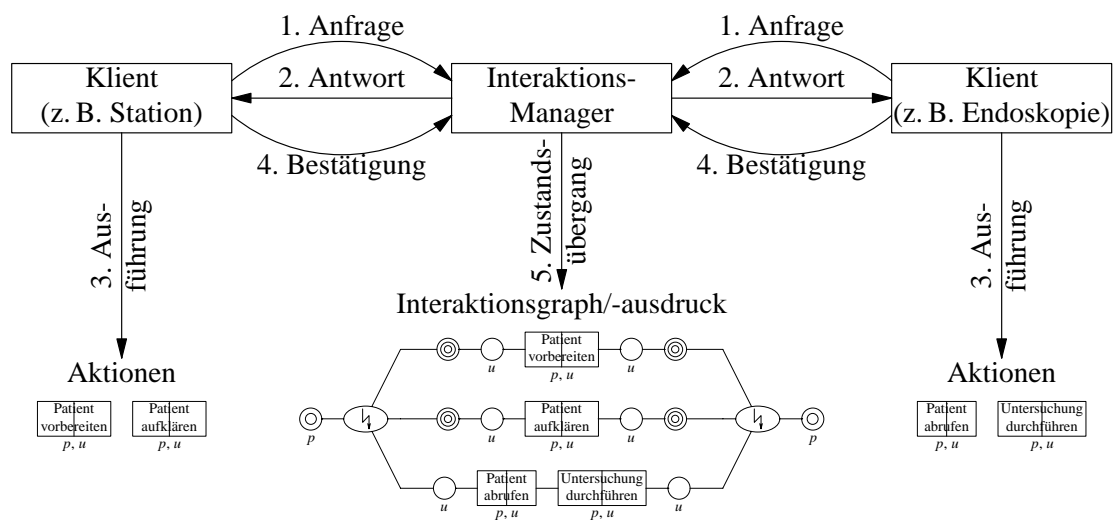 1. Anfrage
1. Anfrage
Klient
(z. B. Station)
2. Antwort
Interaktions-
Manager
2. Antwort
Klient
(z. B. Endoskopie)
4. Bestätigung
4. Bestätigung
3. Aus-
führung
5. Zustands-
übergang
3. Aus-
führung
Interaktionsgraph/-ausdruck
Aktionen
Patient
vorbereiten
p, u
Patient
aufklären
p, u
p
u
Patient
vorbereiten
p, u
u
u
Patient
aufklären
p, u
u
u
Patient
abrufen
p, u
Untersuchung
durchführen
p, u
u
p
Aktionen
Patient
abrufen
p, u
Untersuchung
durchführen
p, u